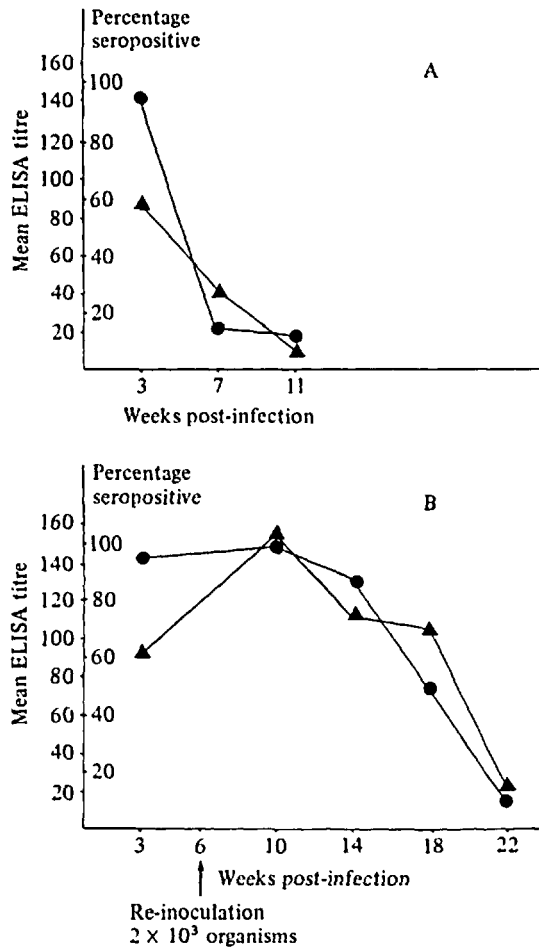 Percentage
seropositive
A
Mean ELISA titre
160
140
120
100
80
60
40
20
100
80
60
40
20
3 7 11
Weeks post-infection
Percentage
seropositive
B
Mean ELISA titre
160
140
120
100
80
60
40
20
100
80
60
40
20
3 6 10 14 18 22
Weeks post-infection
Re-inoculation
2 × 10³ organisms